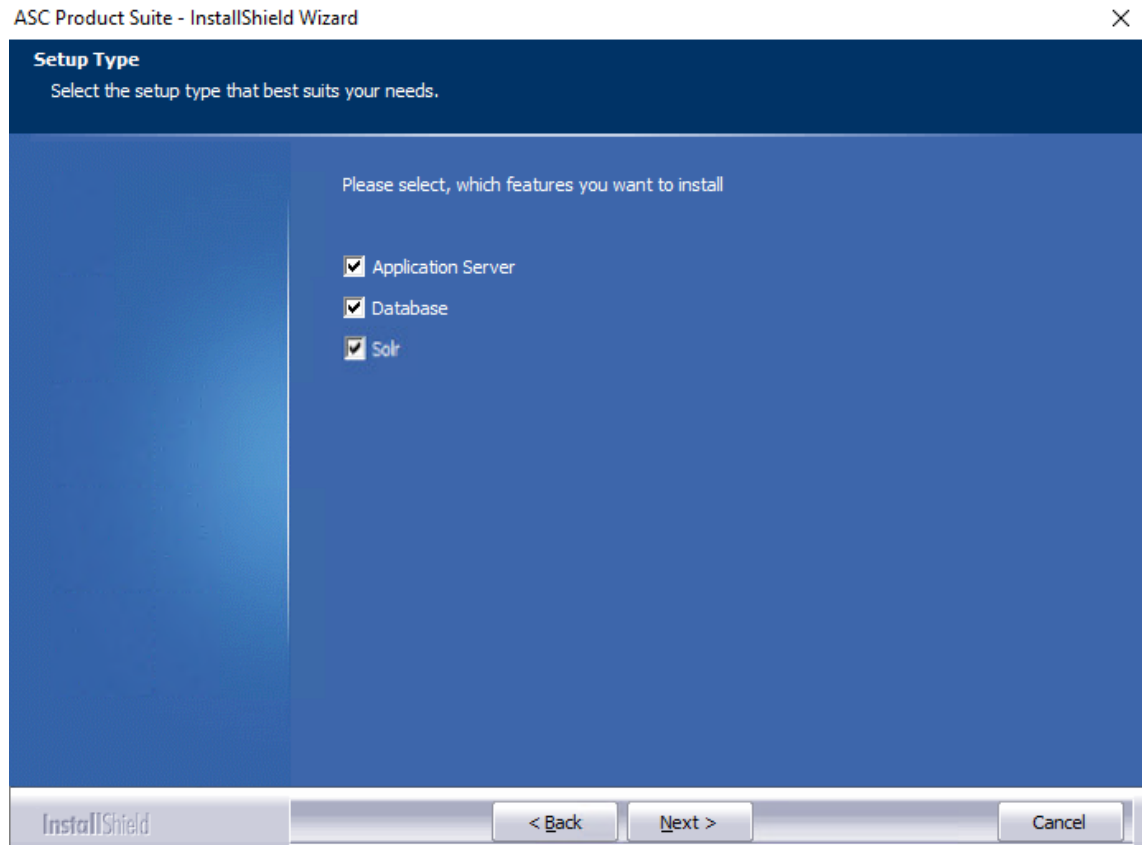 ASC Product Suite - InstallShield Wizard
Setup Type
Select the setup type that best suits your needs.
Please select, which features you want to install
Application Server
Database
Solr
InstallShield
< Back
Next >
Cancel